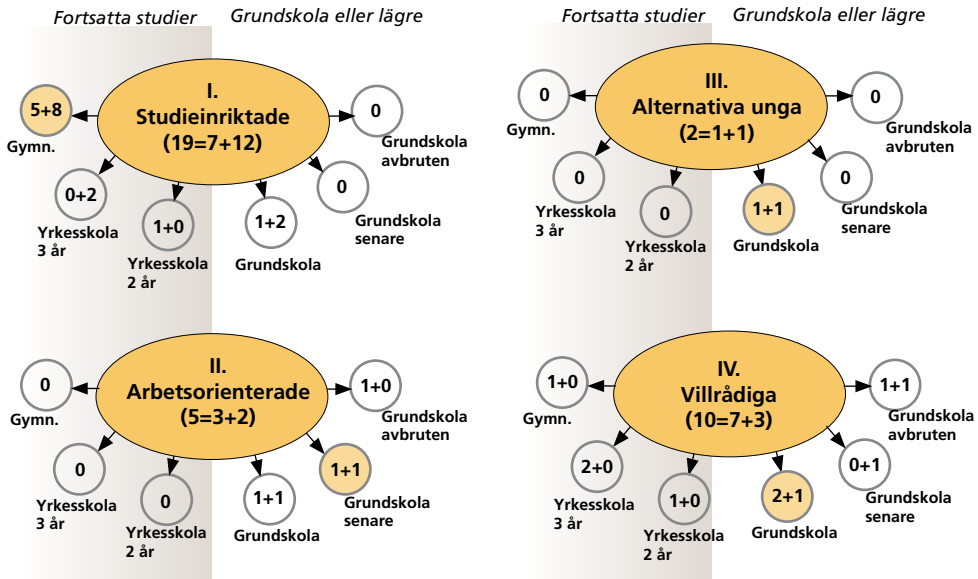 Fortsatta studier
Grundskola eller lägre
I.
Studieinriktade
(19=7+12)
5+8
Gymn.
0+2
Yrkesskola
3 år
1+0
Yrkesskola
2 år
1+2
Grundskola
0
Grundskola
senare
0
Grundskola
avbruten
Fortsatta studier
Grundskola eller lägre
III.
Alternativa unga
(2=1+1)
0
Gymn.
0
Yrkesskola
3 år
0
Yrkesskola
2 år
1+1
Grundskola
0
Grundskola
senare
0
Grundskola
avbruten
II.
Arbetsorienterade
(5=3+2)
0
Gymn.
0
Yrkesskola
3 år
0
Yrkesskola
2 år
1+1
Grundskola
1+1
Grundskola
senare
1+0
Grundskola
avbruten
IV.
Villrådiga
(10=7+3)
1+0
Gymn.
2+0
Yrkesskola
3 år
1+0
Yrkesskola
2 år
2+1
Grundskola
0+1
Grundskola
senare
1+1
Grundskola
avbruten